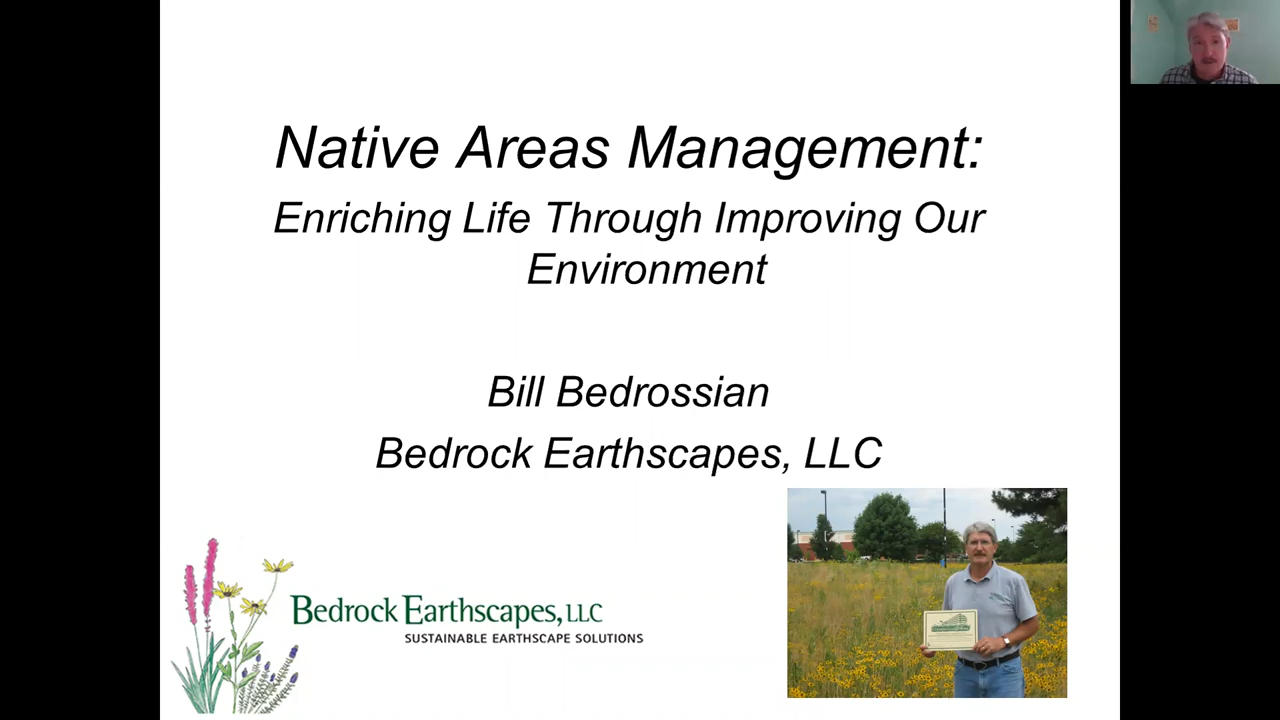 Native Areas Management:
Enriching Life Through Improving Our
Environment
Bill Bedrossian
Bedrock Earthscapes, LLC
Bedrock Earthscapes, LLC
SUSTAINABLE EARTHSCAPE SOLUTIONS